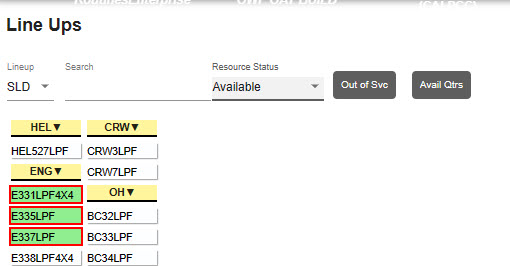 Line Ups
Lineup
Search
Resource Status
SLD
Available
Out of Svc
Avail Qtrs
HEL▼ CRW▼
HEL527LPF CRW3LPF
ENG▼ CRW7LPF
E331LPF4X4 OH▼
E335LPF BC32LPF
E337LPF BC33LPF
E338LPF4X4 BC34LPF